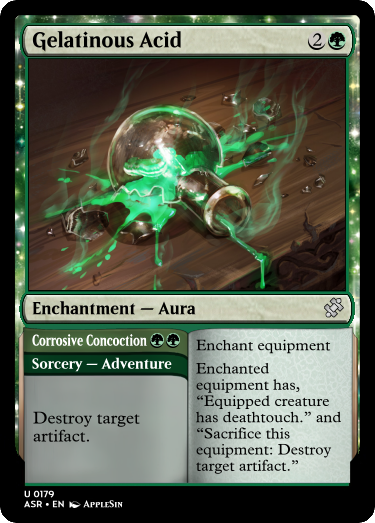 Gelatinous Acid 2
Enchantment — Aura
Corrosive Concoction
Sorcery — Adventure
Destroy target
artifact.
Enchant equipment
Enchanted
equipment has,
“Equipped creature
has deathtouch.” and
“Sacrifice this
equipment: Destroy
target artifact.”
U 0179
ASR • EN AppleSin